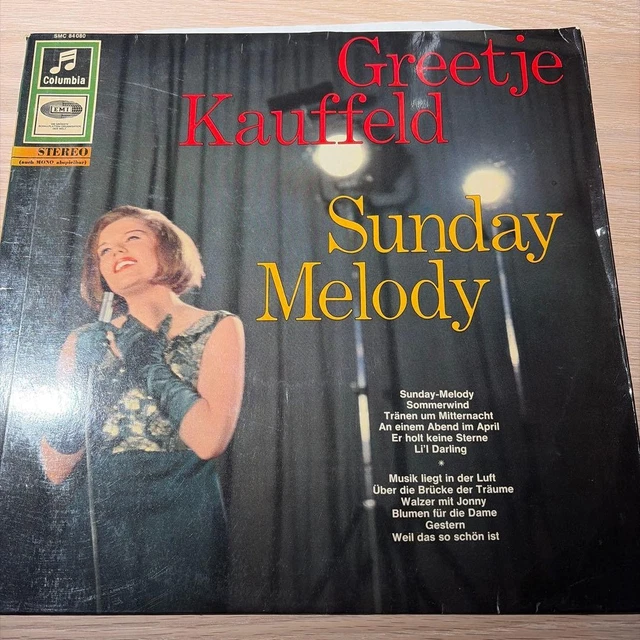 SMC 84 080
Columbia
EMI
STEREO
(auch MONO abspielbar)
Greetje
Kauffeld
Sunday
Melody
Sunday-Melody
Sommerwind
Tränen um Mitternacht
An einem Abend im April
Er holt keine Sterne
Li'l Darling
*
Musik liegt in der Luft
Über die Brücke der Träume
Walzer mit Jonny
Blumen für die Dame
Gestern
Weil das so schön ist